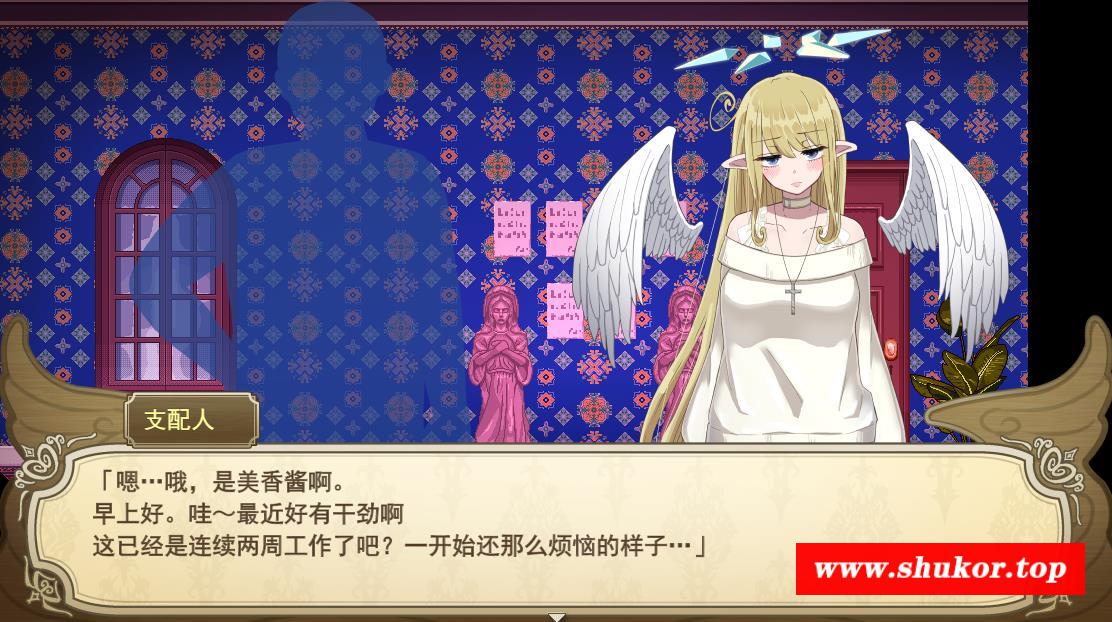 支配人
「嗯…哦，是美香酱啊。
早上好。哇～最近好有干劲啊
这已经是连续两周工作了吧？一开始还那么烦恼的样子…」
www.shukor.top